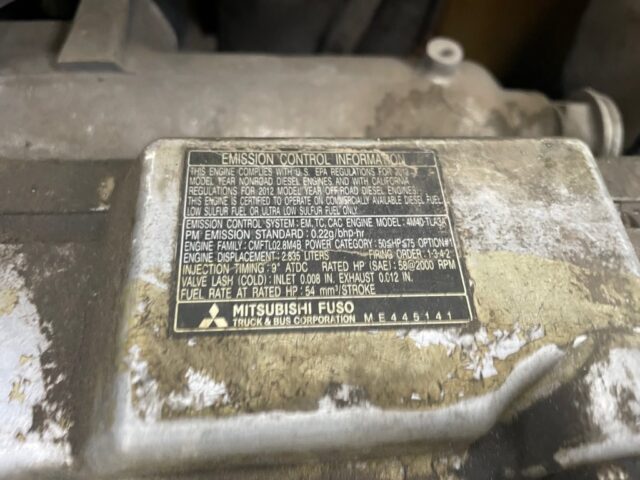 EMISSION CONTROL INFORMATION
THIS ENGINE COMPLIES WITH U.S. EPA REGULATIONS FOR 2012
MODEL YEAR NONROAD DIESEL ENGINES AND WITH CALIFORNIA
REGULATIONS FOR 2012 MODEL YEAR OFF-ROAD DIESEL ENGINES.
THIS ENGINE IS CERTIFIED TO OPERATE ON COMMERCIALLY AVAILABLE DIESEL FUEL
LOW SULFUR FUEL OR ULTRA LOW SULFUR FUEL ONLY.
EMISSION CONTROL SYSTEM : EM, TC, CAC ENGINE MODEL:
PM EMISSION STANDARD : 0.22g/bhp-hr
ENGINE FAMILY: CMFTL02.8M4B POWER CATEGORY : 50≤HP≤75 OPTION#1
ENGINE DISPLACEMENT : 2.835 LITERS FIRING ORDER : 1-3-4-2
INJECTION TIMING : 9° ATDC RATED HP (SAE) : 58@2000 RPM
VALVE LASH (COLD) : INLET 0.008 IN. EXHAUST 0.012 IN.
FUEL RATE AT RATED HP : 54 mm³/STROKE
MITSUBISHI FUSO
TRUCK & BUS CORPORATION ME445141